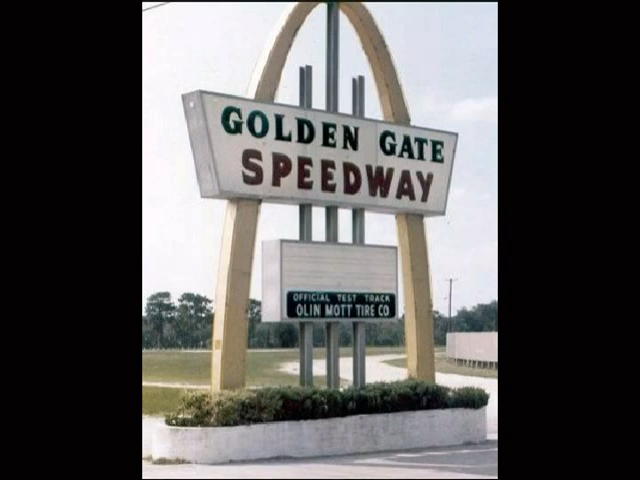 GOLDEN GATE
SPEEDWAY
OFFICIAL TEST TRACK
OLIN MOTT TIRE CO